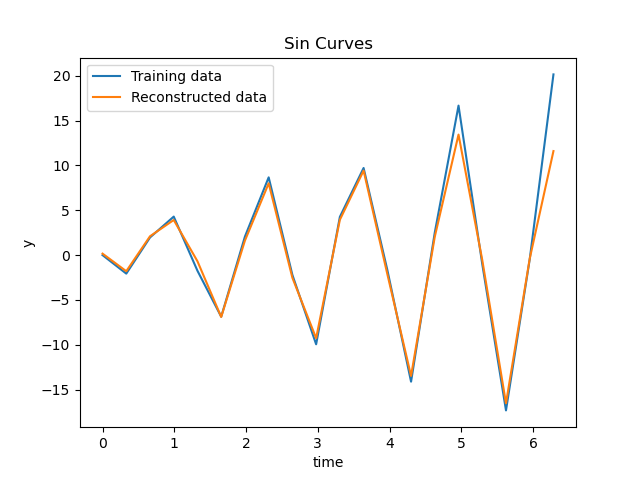 Sin Curves
Training data
Reconstructed data
20
15
10
5
0
−5
−10
−15
y
0 1 2 3 4 5 6
time